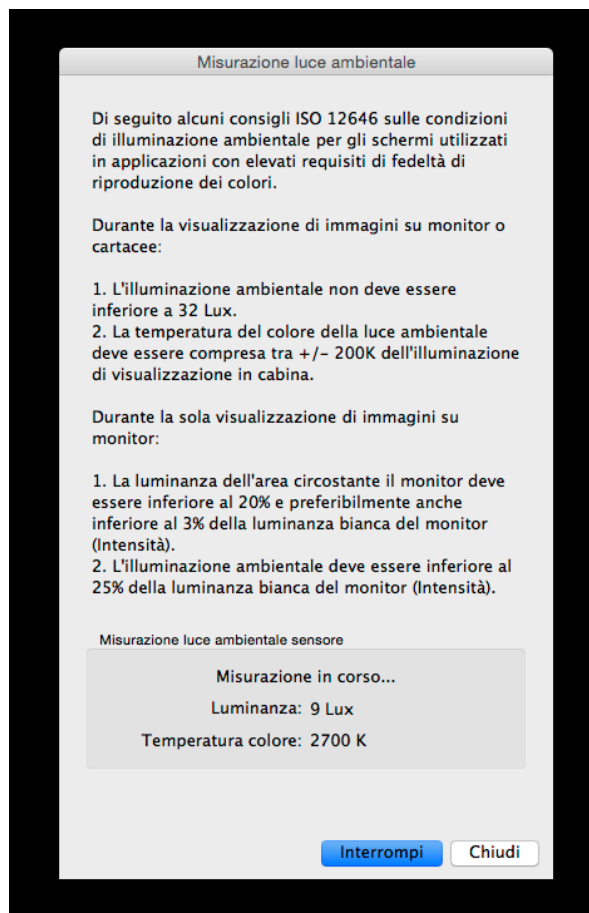 Misurazione luce ambientale
Di seguito alcuni consigli ISO 12646 sulle condizioni
di illuminazione ambientale per gli schermi utilizzati
in applicazioni con elevati requisiti di fedeltà di
riproduzione dei colori.
Durante la visualizzazione di immagini su monitor o
cartacee:
1. L'illuminazione ambientale non deve essere
inferiore a 32 Lux.
2. La temperatura del colore della luce ambientale
deve essere compresa tra +/- 200K dell'illuminazione
di visualizzazione in cabina.
Durante la sola visualizzazione di immagini su
monitor:
1. La luminanza dell'area circostante il monitor deve
essere inferiore al 20% e preferibilmente anche
inferiore al 3% della luminanza bianca del monitor
(Intensità).
2. L'illuminazione ambientale deve essere inferiore al
25% della luminanza bianca del monitor (Intensità).
Misurazione luce ambientale sensore
Misurazione in corso...
Luminanza: 9 Lux
Temperatura colore: 2700 K
Interrompi Chiudi